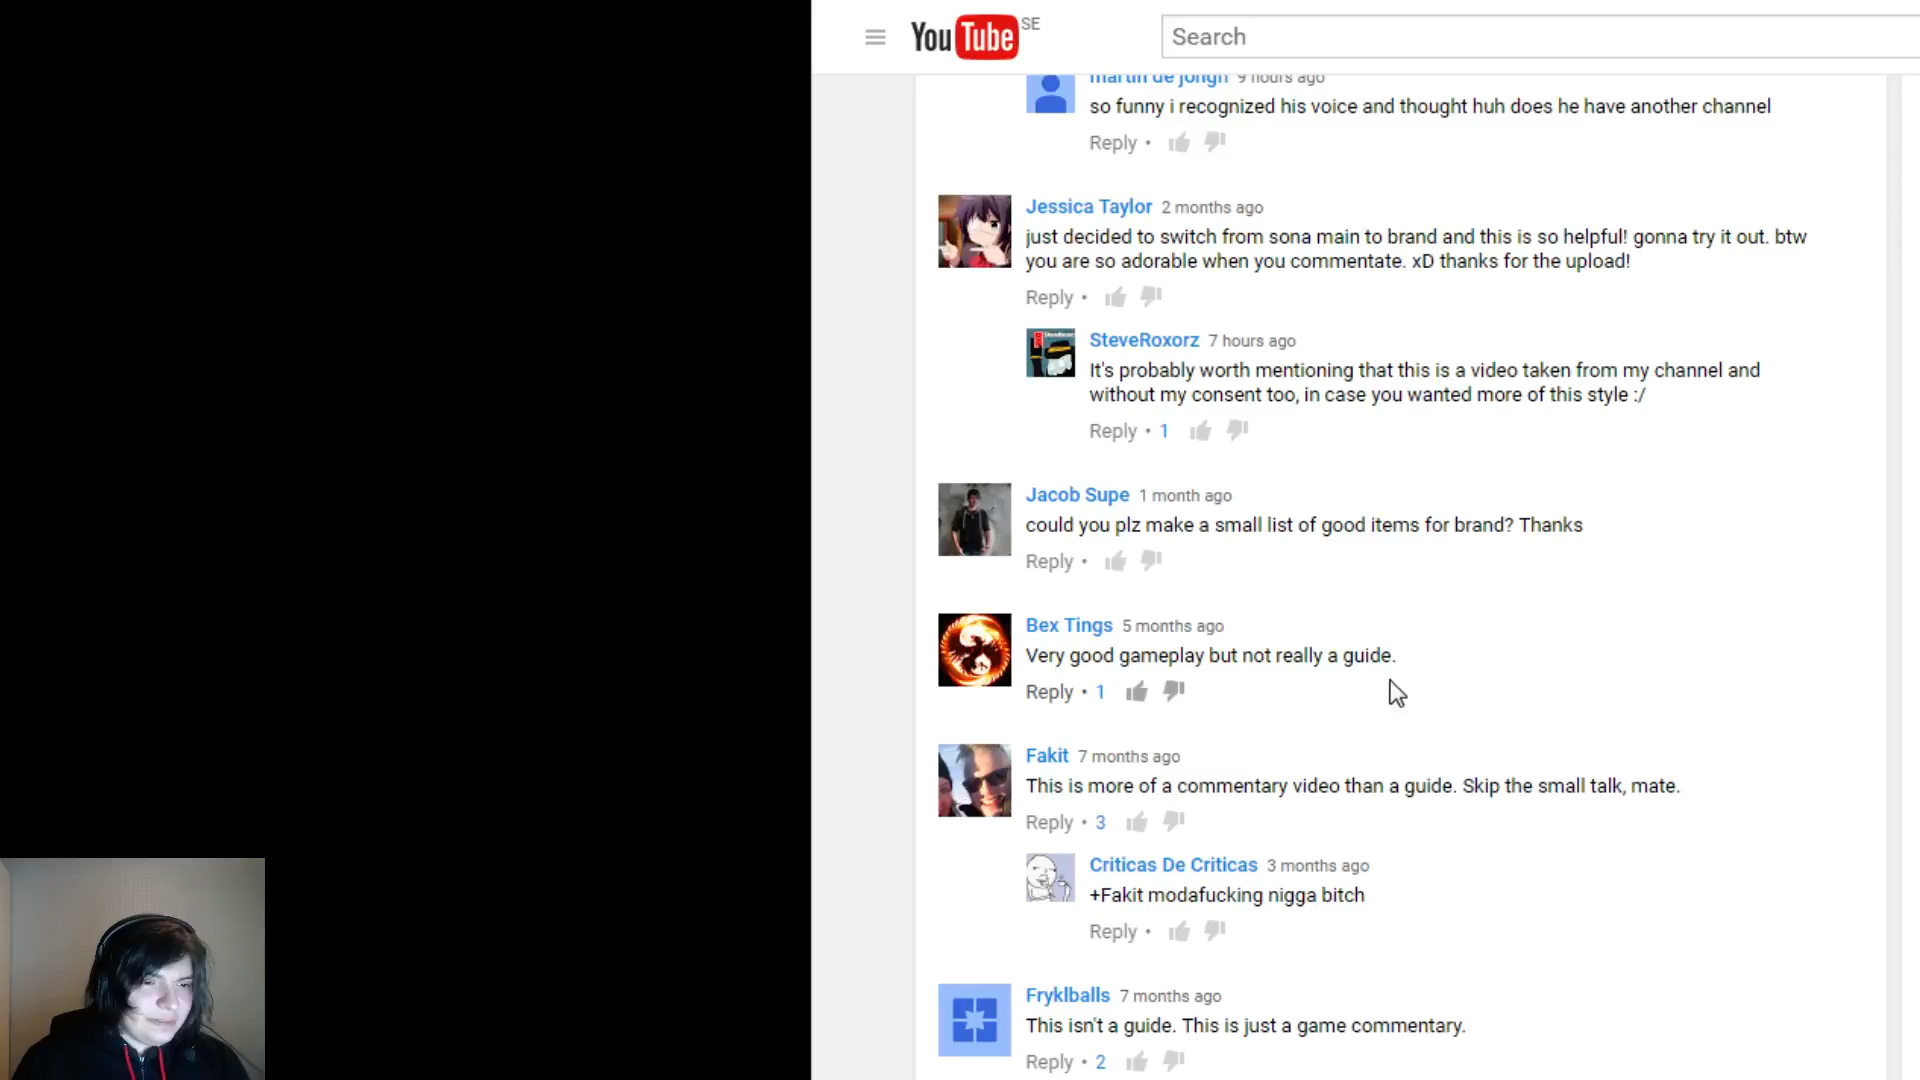 YouTube SE
Search
martin de jongh 9 hours ago
so funny i recognized his voice and thought huh does he have another channel
Reply •
Jessica Taylor 2 months ago
just decided to switch from sona main to brand and this is so helpful! gonna try it out. btw
you are so adorable when you commentate. xD thanks for the upload!
Reply •
SteveRoxorz 7 hours ago
It's probably worth mentioning that this is a video taken from my channel and
without my consent too, in case you wanted more of this style :/
Reply • 1
Jacob Supe 1 month ago
could you plz make a small list of good items for brand? Thanks
Reply •
Bex Tings 5 months ago
Very good gameplay but not really a guide.
Reply • 1
Fakit 7 months ago
This is more of a commentary video than a guide. Skip the small talk, mate.
Reply • 3
Criticas De Criticas 3 months ago
+Fakit modafucking nigga bitch
Reply •
Fryklballs 7 months ago
This isn't a guide. This is just a game commentary.
Reply • 2